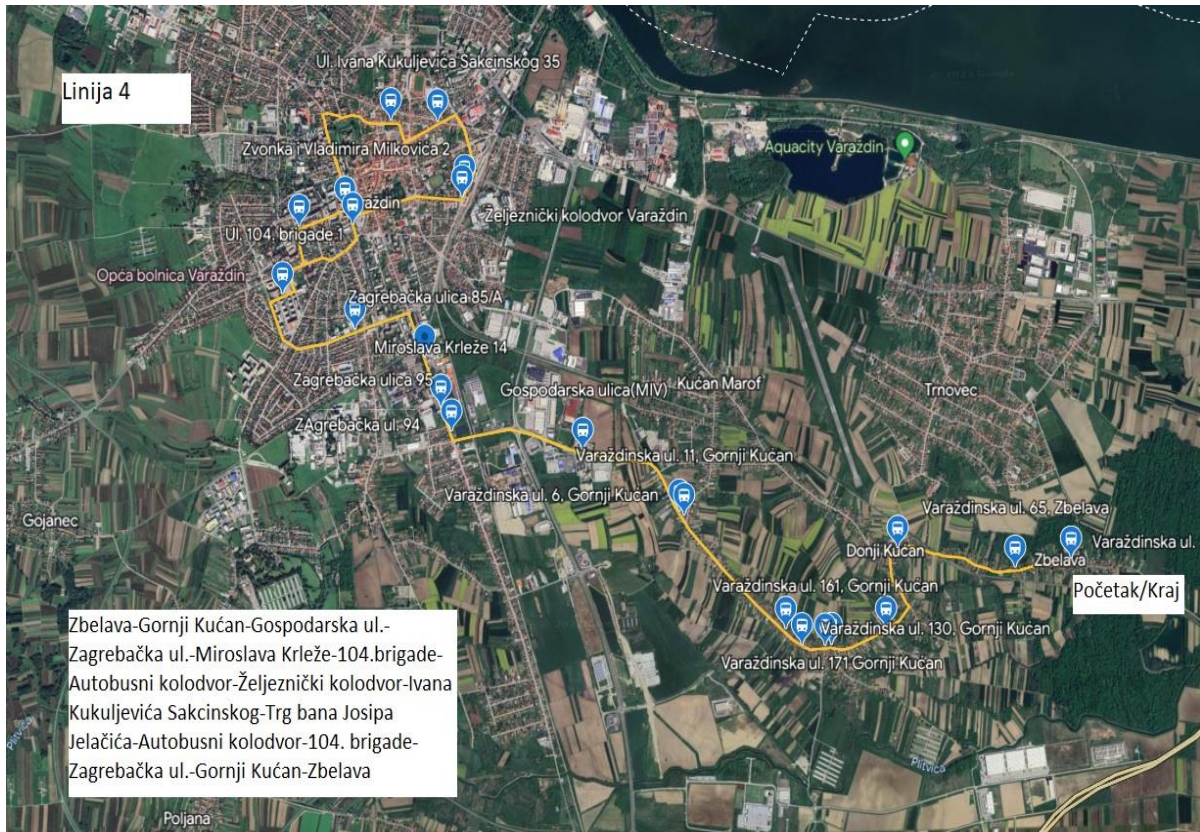 Ul. Ivana Kukuljevića Sakcinskog 35
Linija 4
Zvonka i Vladimira Milkovića 2
Aquacity Varaždin
Željeznički kolodvor Varaždin
Ul. 104. brigade 1
Opća bolnica Varaždin
Zagrebačka ulica 85/A
Miroslava Krleže 14
Zagrebačka ulica 95
Gospodarska ulica(MIV)
Kućan Marof
Trnovec
ZAgrebačka ul. 94
Varaždinska ul. 11, Gornji Kućan
Varaždinska ul. 6, Gornji Kućan
Gojanec
Varaždinska ul. 65, Zbelava
Donji Kućan
Varaždinska ul.
Zbelava
Početak/Kraj
Varaždinska ul. 161, Gornji Kućan
Varaždinska ul. 130, Gornji Kućan
Varaždinska ul. 171 Gornji Kućan
Zbelava-Gornji Kućan-Gospodarska ul.-
Zagrebačka ul.-Miroslava Krleže-104.brigade-
Autobusni kolodvor-Željeznički kolodvor-Ivana
Kukuljevića Sakcinskog-Trg bana Josipa
Jelačića-Autobusni kolodvor-104. brigade-
Zagrebačka ul.-Gornji Kućan-Zbelava
Plitvica
Plitvica
Poljana